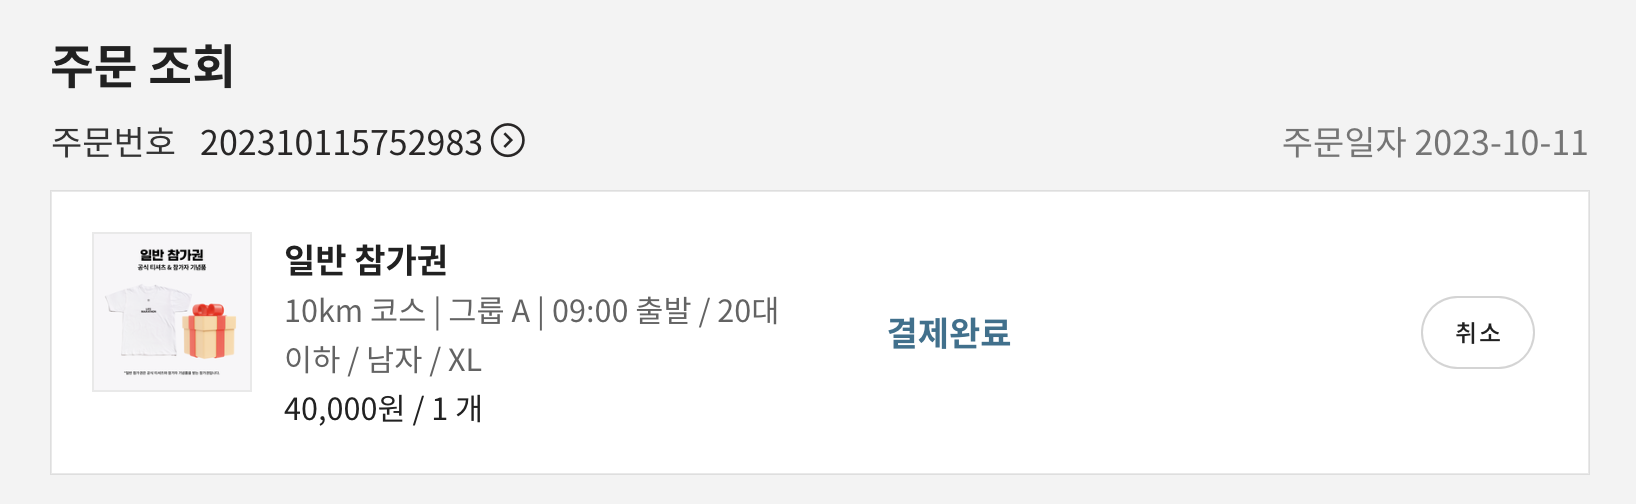 주문 조회
주문번호 202310115752983
주문일자 2023-10-11
일반 참가권
공식 티셔츠 & 참가자 기념품
일반 참가권
10km 코스 | 그룹 A | 09:00 출발 / 20대
이하 / 남자 / XL
40,000원 / 1 개
결제완료
취소